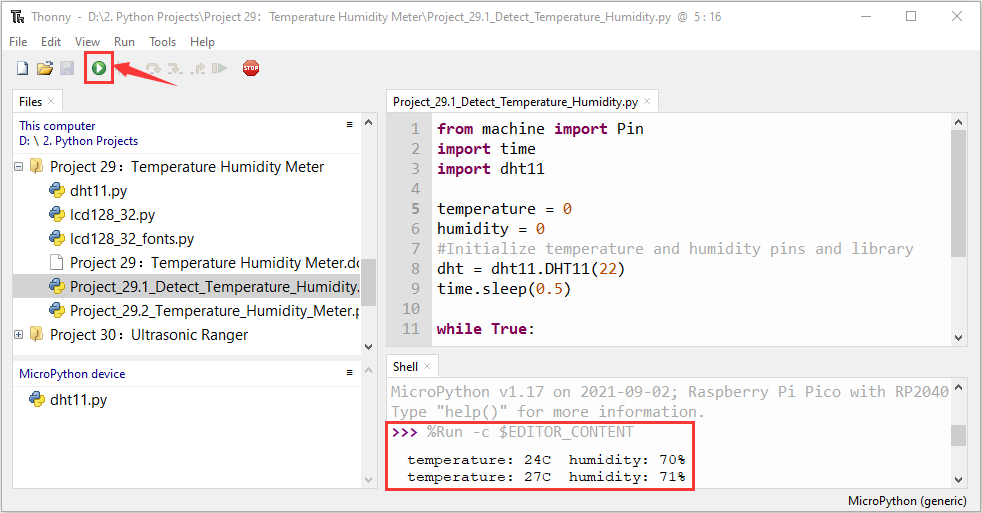 Thonny - D:\2. Python Projects\Project 29：Temperature Humidity Meter\Project_29.1_Detect_Temperature_Humidity.py @ 5 : 16
File Edit View Run Tools Help
STOP
Files
This computer
D: \ 2. Python Projects
Project 29：Temperature Humidity Meter
dht11.py
lcd128_32.py
lcd128_32_fonts.py
Project 29：Temperature Humidity Meter.dc
Project_29.1_Detect_Temperature_Humidity.
Project_29.2_Temperature_Humidity_Meter.p
Project 30：Ultrasonic Ranger
MicroPython device
dht11.py
Project_29.1_Detect_Temperature_Humidity.py
1 from machine import Pin
2 import time
3 import dht11
4
5 temperature = 0
6 humidity = 0
7 #Initialize temperature and humidity pins and library
8 dht = dht11.DHT11(22)
9 time.sleep(0.5)
10
11 while True:
Shell
MicroPython v1.17 on 2021-09-02; Raspberry Pi Pico with RP2040
Type "help()" for more information.
>>> %Run -c $EDITOR_CONTENT
temperature: 24C humidity: 70%
temperature: 27C humidity: 71%
MicroPython (generic)